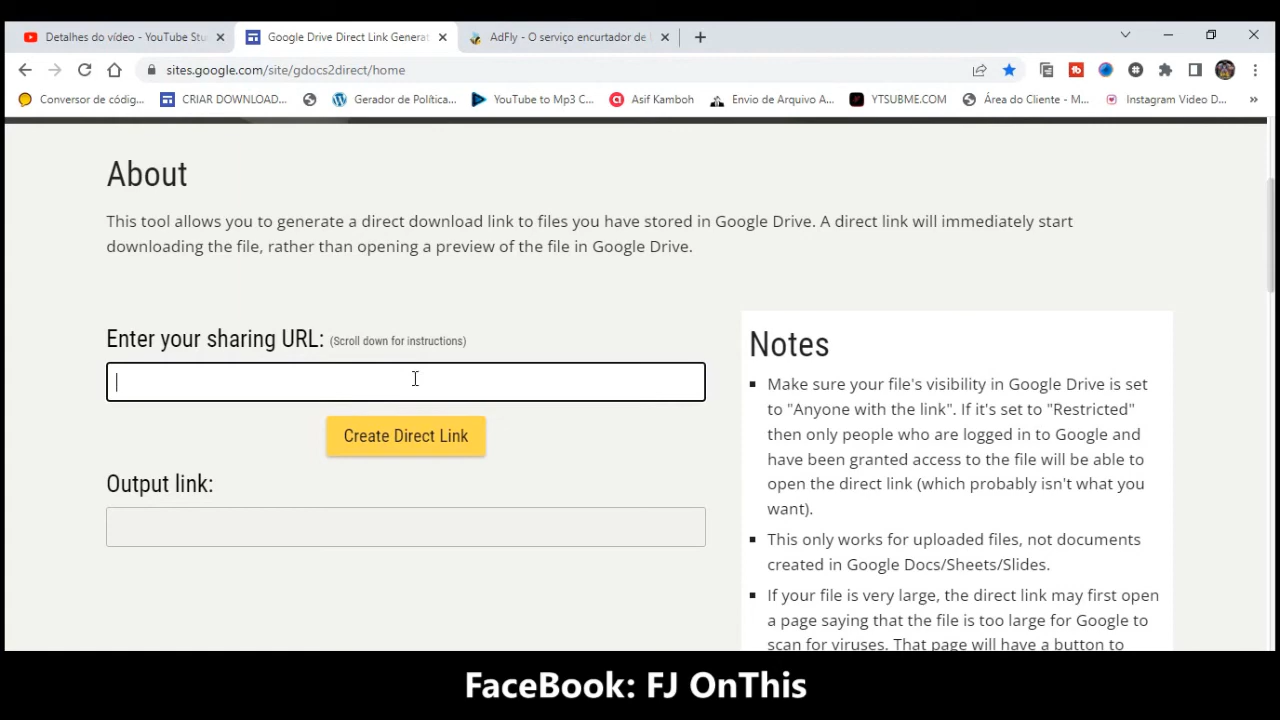 Detalhes do vídeo - YouTube Stu
Google Drive Direct Link Generat
AdFly - O serviço encurtador de
sites.google.com/site/gdocs2direct/home
Conversor de códig...
CRIAR DOWNLOAD...
Gerador de Política...
YouTube to Mp3 C...
Asif Kamboh
Envio de Arquivo A...
YTSUBME.COM
Área do Cliente - M...
Instagram Video D...
About
This tool allows you to generate a direct download link to files you have stored in Google Drive. A direct link will immediately start
downloading the file, rather than opening a preview of the file in Google Drive.
Enter your sharing URL: (Scroll down for instructions)
Create Direct Link
Output link:
Notes
Make sure your file's visibility in Google Drive is set
to "Anyone with the link". If it's set to "Restricted"
then only people who are logged in to Google and
have been granted access to the file will be able to
open the direct link (which probably isn't what you
want).
This only works for uploaded files, not documents
created in Google Docs/Sheets/Slides.
If your file is very large, the direct link may first open
a page saying that the file is too large for Google to
scan for viruses. That page will have a button to
FaceBook: FJ OnThis